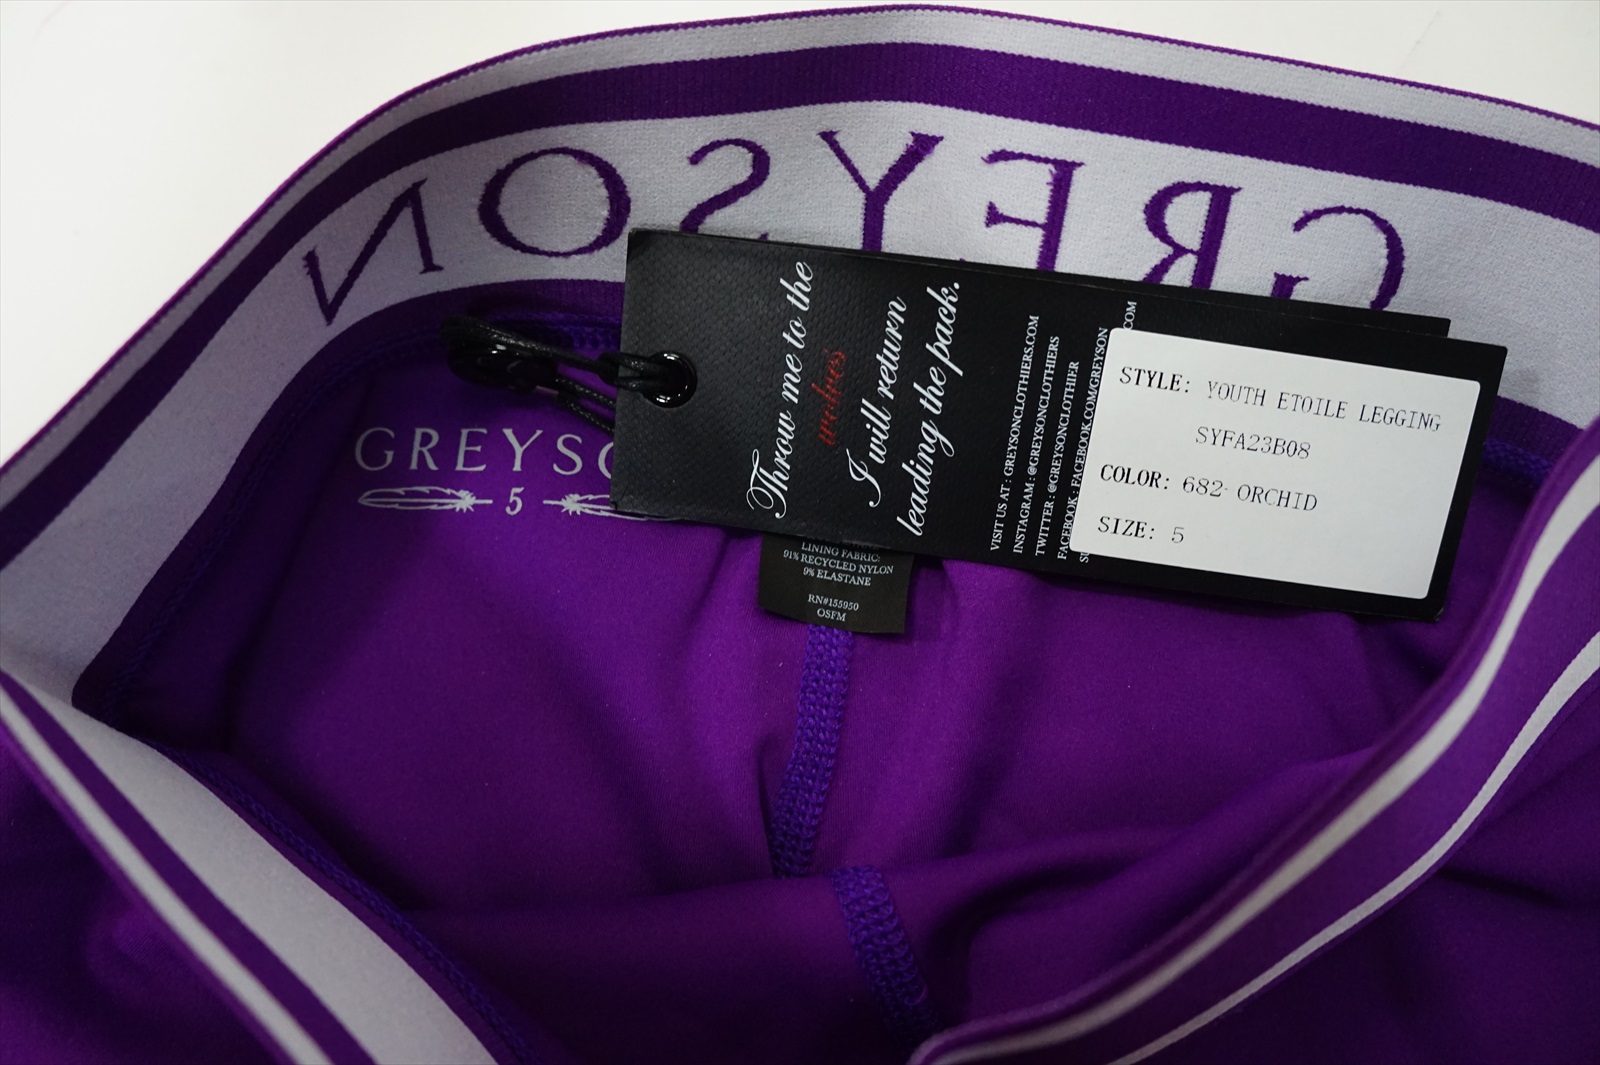 GREYSON
GREYSO
5
Throw me to the
wolves
I will return
leading the pack.
VISIT US AT : GREYSONCLOTHIERS.COM
INSTAGRAM : @GREYSONCLOTHIERS
TWITTER : @GREYSONCLOTHIER
FACEBOOK : FACEBOOK.COM/GREYSON
COM
STYLE: YOUTH ETOILE LEGGING
SYFA23B08
COLOR: 682- ORCHID
SIZE: 5
LINING FABRIC:
91% RECYCLED NYLON
9% ELASTANE
RN#155950
OSFM